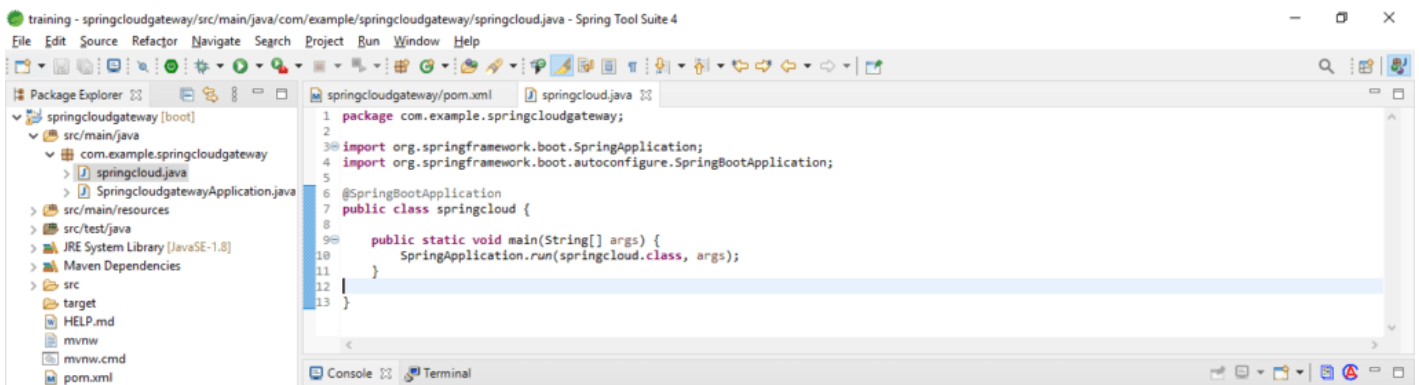 training - springcloudgateway/src/main/java/com/example/springcloudgateway/springcloud.java - Spring Tool Suite 4
File Edit Source Refactor Navigate Search Project Run Window Help
Package Explorer
springcloudgateway [boot]
src/main/java
com.example.springcloudgateway
springcloud.java
SpringcloudgatewayApplication.java
src/main/resources
src/test/java
JRE System Library [JavaSE-1.8]
Maven Dependencies
src
target
HELP.md
mvnw
mvnw.cmd
pom.xml
springcloudgateway/pom.xml springcloud.java
1 package com.example.springcloudgateway;
2
3 import org.springframework.boot.SpringApplication;
4 import org.springframework.boot.autoconfigure.SpringBootApplication;
5
6 @SpringBootApplication
7 public class springcloud {
8
9 public static void main(String[] args) {
10 SpringApplication.run(springcloud.class, args);
11 }
12
13 }
Console Terminal